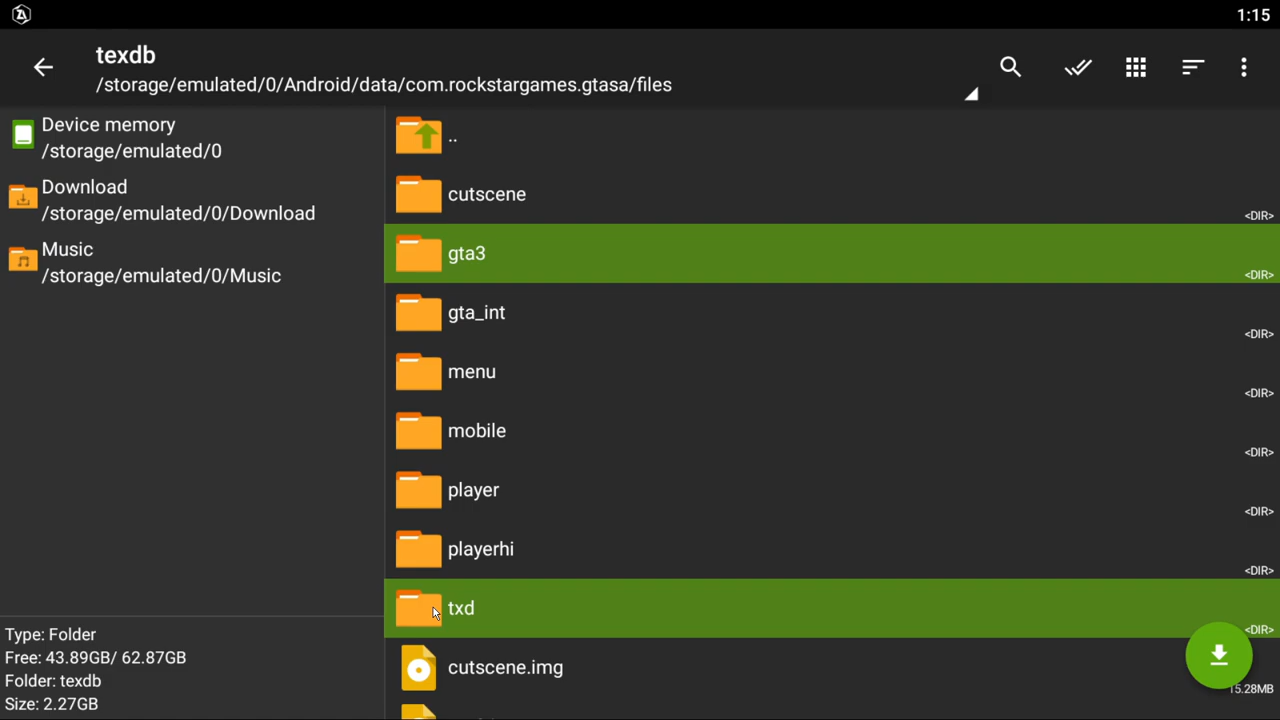 1:15
texdb
/storage/emulated/0/Android/data/com.rockstargames.gtasa/files
Device memory
/storage/emulated/0
Download
/storage/emulated/0/Download
Music
/storage/emulated/0/Music
Type: Folder
Free: 43.89GB/ 62.87GB
Folder: texdb
Size: 2.27GB
..
cutscene
<DIR>
gta3
<DIR>
gta_int
<DIR>
menu
<DIR>
mobile
<DIR>
player
<DIR>
playerhi
<DIR>
txd
<DIR>
cutscene.img
15.28MB